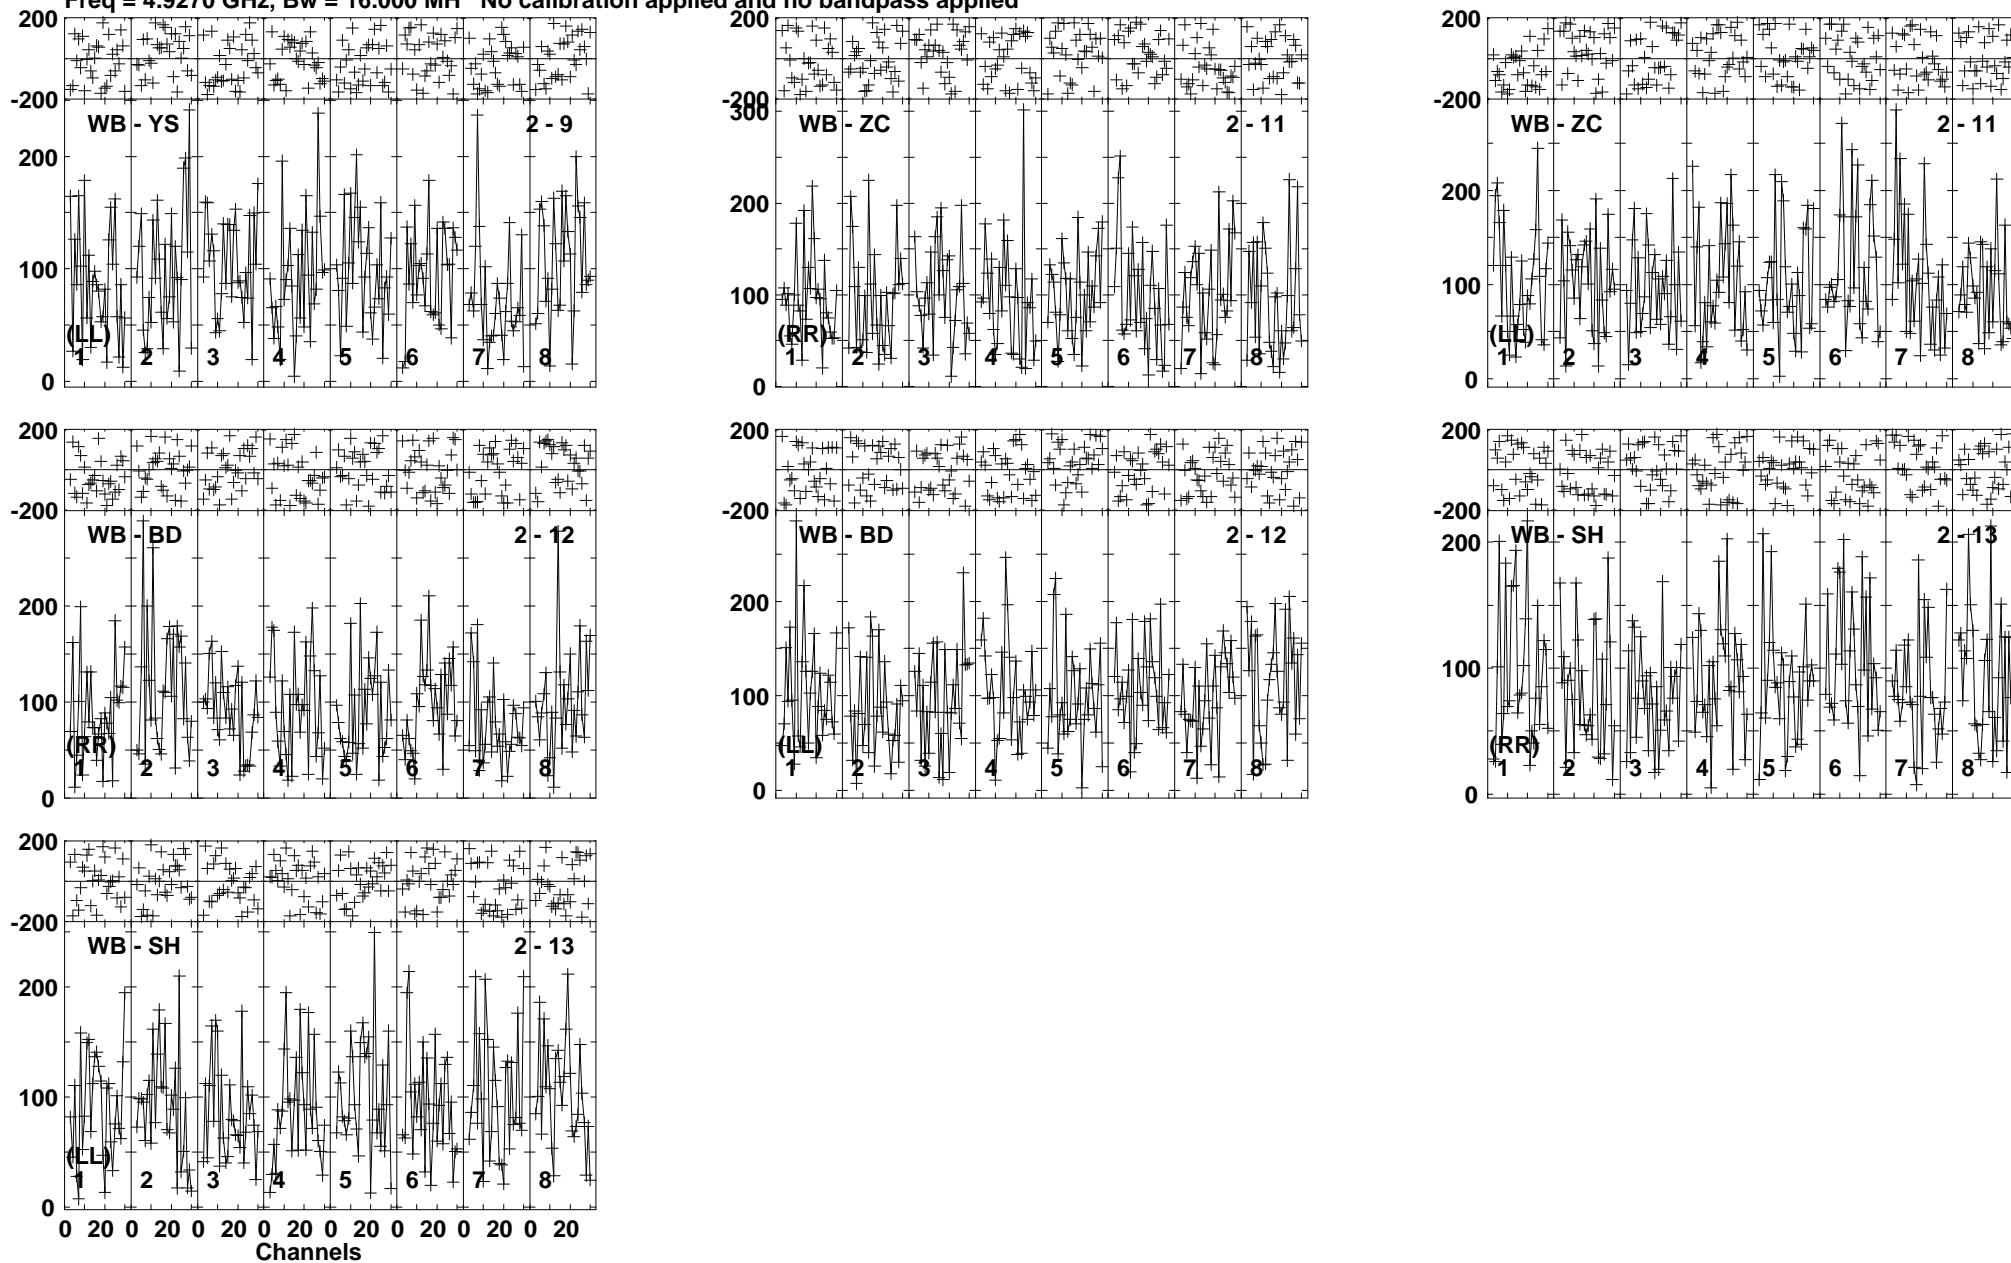 Freq = 4.9270 GHz, Bw = 16.000 MH No calibration applied and no bandpass applied
200
-200
WB - YS 2 - 9
200
100
(LL)
1 2 3 4 5 6 7 8
0
200
-200
300
WB - ZC 2 - 11
200
100
(RR)
1 2 3 4 5 6 7 8
0
200
-200
WB - ZC 2 - 11
200
100
(LL)
1 2 3 4 5 6 7 8
0
200
-200
WB - BD 2 - 12
200
100
(RR)
1 2 3 4 5 6 7 8
0
200
-200
WB - BD 2 - 12
200
100
(LL)
1 2 3 4 5 6 7 8
0
200
-200
WB - SH 2 - 13
200
100
(RR)
1 2 3 4 5 6 7 8
0
200
-200
WB - SH 2 - 13
200
100
(LL)
1 2 3 4 5 6 7 8
0
0 20 0 20 0 20 0 20 0 20 0 20 0 20 0 20
Channels